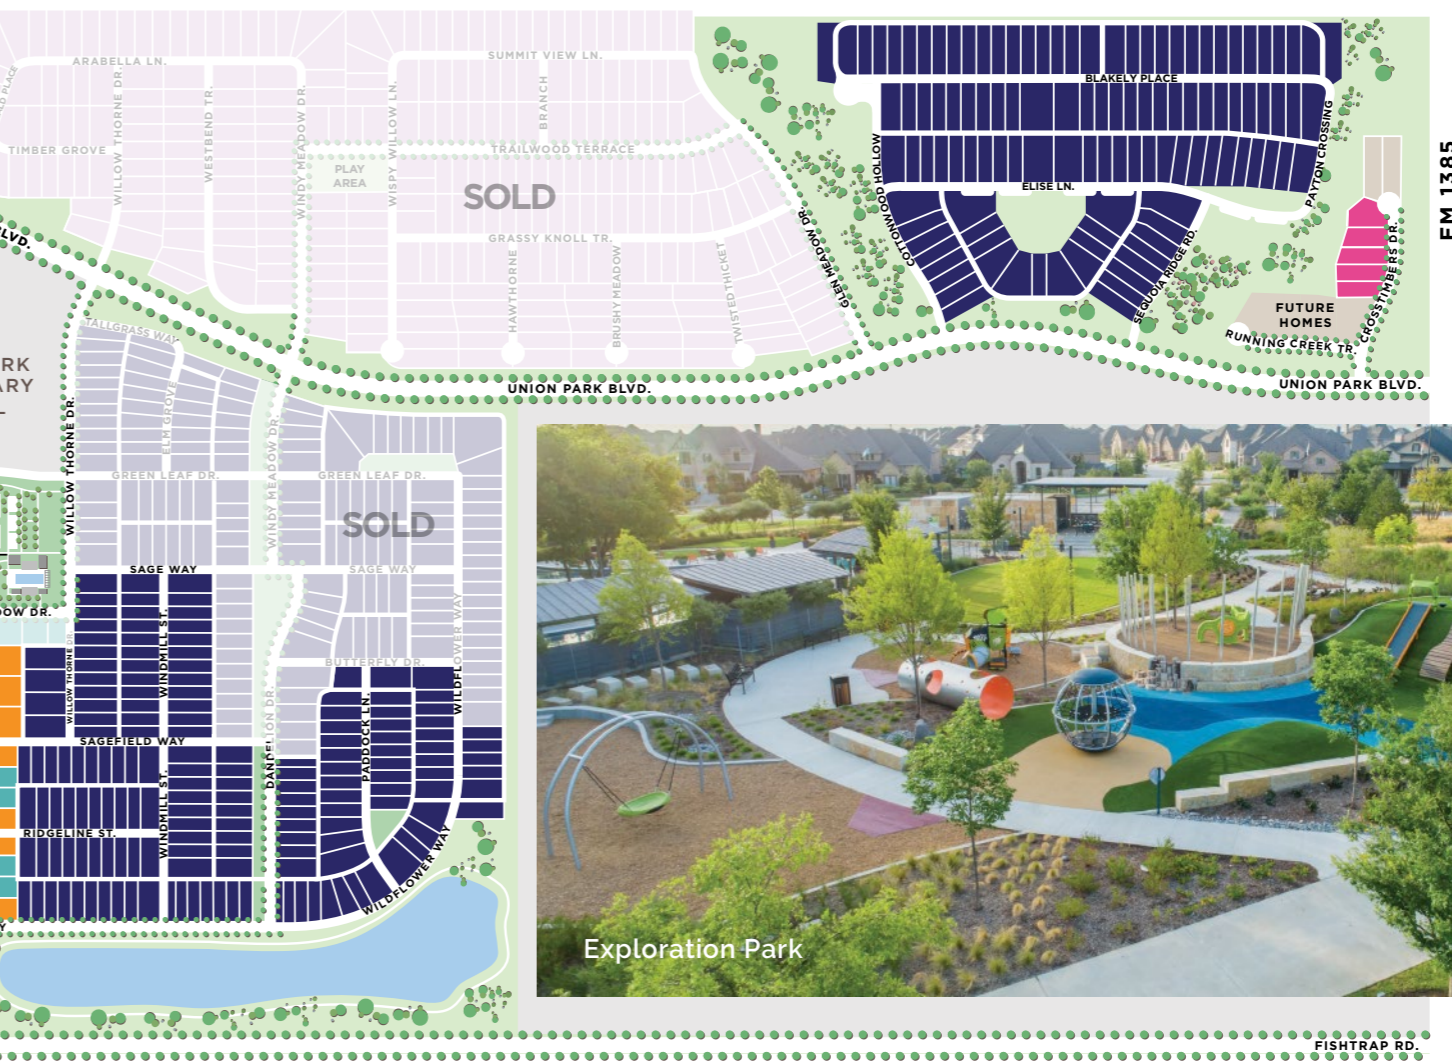 ARABELLA LN.
SUMMIT VIEW LN.
BLAKELY PLACE
WILLOW THORNE DR.
WESTBEND TR.
WINDY MEADOW DR.
WISPY WILLOW LN.
BRANCH
TIMBER GROVE
TRAILWOOD TERRACE
PLAY
AREA
SOLD
COTTONWOOD HOLLOW
PAYTON CROSSING
FM 1385
ELISE LN.
GRASSY KNOLL TR.
HAWTHORNE
BRUSHY MEADOW
TWISTED THICKET
GLEN MEADOW DR.
SEQUOIA RIDGE RD.
CROSSTIMBERS DR.
FUTURE
HOMES
RUNNING CREEK TR.
UNION PARK BLVD.
UNION PARK BLVD.
TALLGRASS WAY
ELM GROVE
WILLOW THORNE DR.
WINDY MEADOW DR.
GREEN LEAF DR.
GREEN LEAF DR.
SOLD
SAGE WAY
SAGE WAY
WINDMILL ST.
WILLOW THORNE DR.
BUTTERFLY DR.
WILDFLOWER WAY
SAGEFIELD WAY
DANDELION DR.
PADDOCK LN.
WINDMILL ST.
RIDGELINE ST.
WILDFLOWER WAY
Exploration Park
FISHTRAP RD.